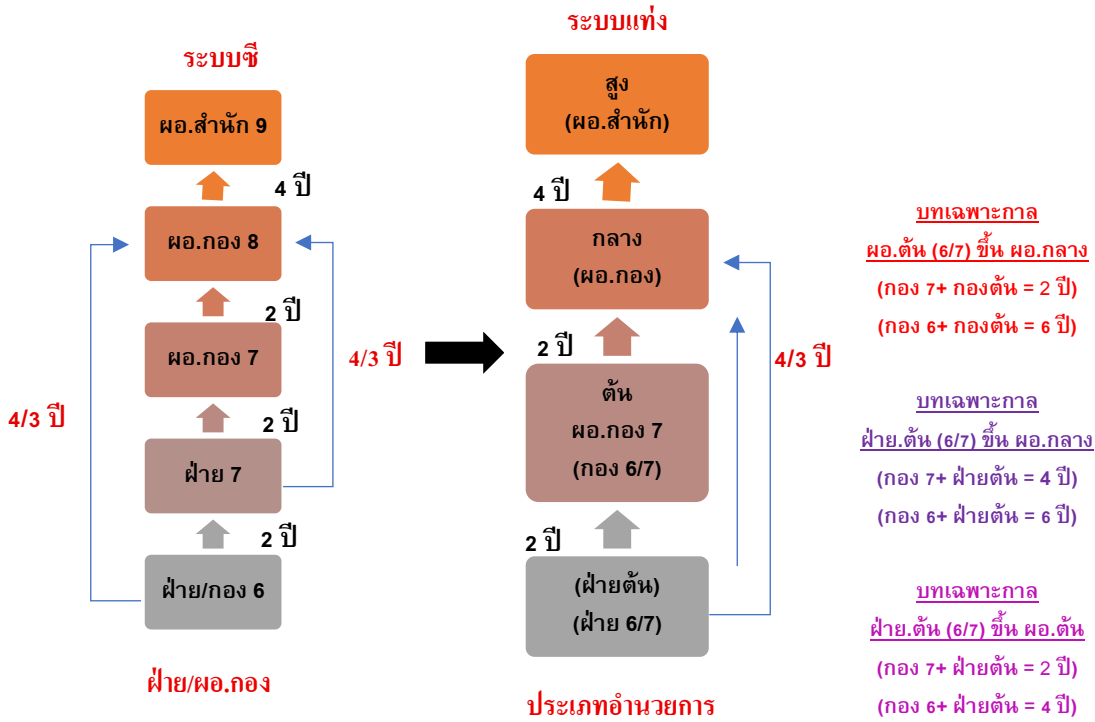 ระบบซี
ผอ.สำนัก 9
4 ปี
ผอ.กอง 8
2 ปี
ผอ.กอง 7
4/3 ปี
2 ปี
4/3 ปี
ฝ่าย 7
2 ปี
ฝ่าย/กอง 6
ฝ่าย/ผอ.กอง
ระบบแท่ง
สูง
(ผอ.สำนัก)
4 ปี
กลาง
(ผอ.กอง)
2 ปี
4/3 ปี
ต้น
ผอ.กอง 7
(กอง 6/7)
2 ปี
(ฝ่ายต้น)
(ฝ่าย 6/7)
ประเภทอำนวยการ
บทเฉพาะกาล
ผอ.ต้น (6/7) ขึ้น ผอ.กลาง
(กอง 7+ กองต้น = 2 ปี)
(กอง 6+ กองต้น = 6 ปี)
บทเฉพาะกาล
ฝ่าย.ต้น (6/7) ขึ้น ผอ.กลาง
(กอง 7+ ฝ่ายต้น = 4 ปี)
(กอง 6+ ฝ่ายต้น = 6 ปี)
บทเฉพาะกาล
ฝ่าย.ต้น (6/7) ขึ้น ผอ.ต้น
(กอง 7+ ฝ่ายต้น = 2 ปี)
(กอง 6+ ฝ่ายต้น = 4 ปี)